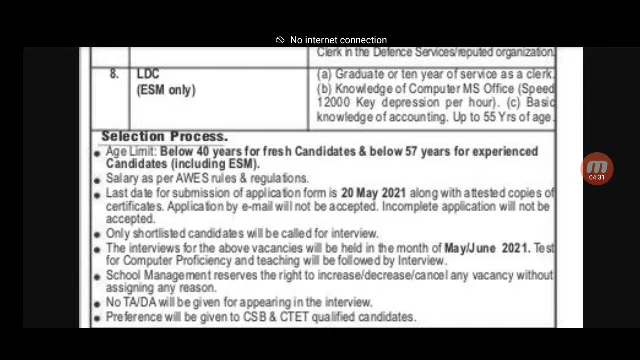 No internet connection
Clerk in the Defence Services/reputed organization.
8. LDC (a) Graduate or ten year of service as a clerk.
(ESM only) (b) Knowledge of Computer MS Office (Speed
12000 Key depression per hour). (c) Basic
knowledge of accounting. Up to 55 Yrs of age.
Selection Process.
Age Limit: Below 40 years for fresh Candidates & below 57 years for experienced
Candidates (including ESM).
Salary as per AWES rules & regulations.
Last date for submission of application form is 20 May 2021 along with attested copies of
certificates. Application by e-mail will not be accepted. Incomplete application will not be
accepted.
Only shortlisted candidates will be called for interview.
The interviews for the above vacancies will be held in the month of May/June 2021. Test
for Computer Proficiency and teaching will be followed by Interview.
School Management reserves the right to increase/decrease/cancel any vacancy without
assigning any reason.
No TA/DA will be given for appearing in the interview.
Preference will be given to CSB & CTET qualified candidates.
04:31